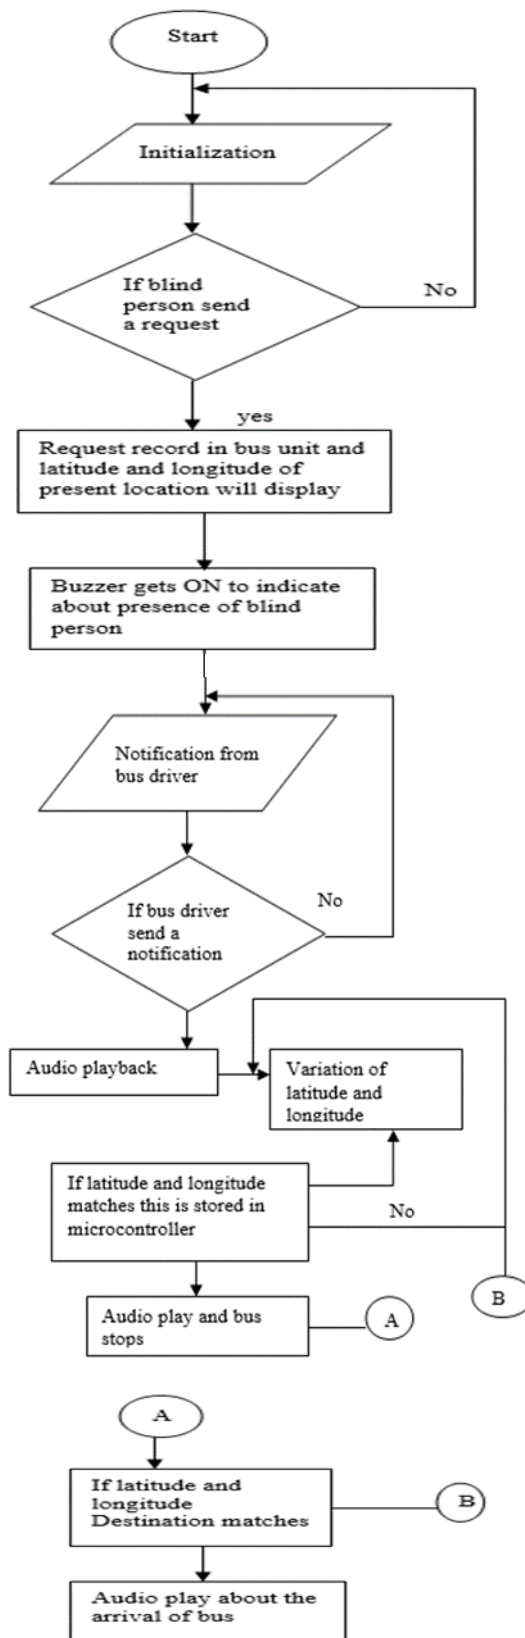 Start
Initialization
If blind
person send
a request
No
yes
Request record in bus unit and
latitude and longitude of
present location will display
Buzzer gets ON to indicate
about presence of blind
person
Notification from
bus driver
No
If bus driver
send a
notification
Audio playback
Variation of
latitude and
longitude
If latitude and longitude
matches this is stored in
microcontroller
No
B
Audio play and bus
stops
A
A
If latitude and
longitude
Destination matches
B
Audio play about the
arrival of bus